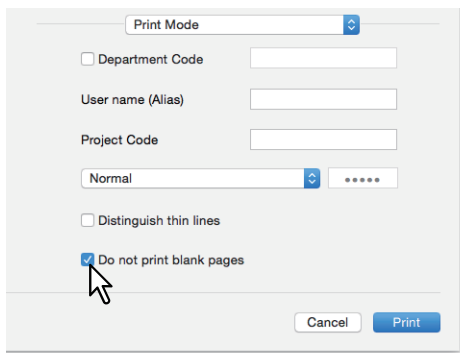 Print Mode
Department Code
User name (Alias)
Project Code
Normal •••••
Distinguish thin lines
Do not print blank pages
Cancel Print